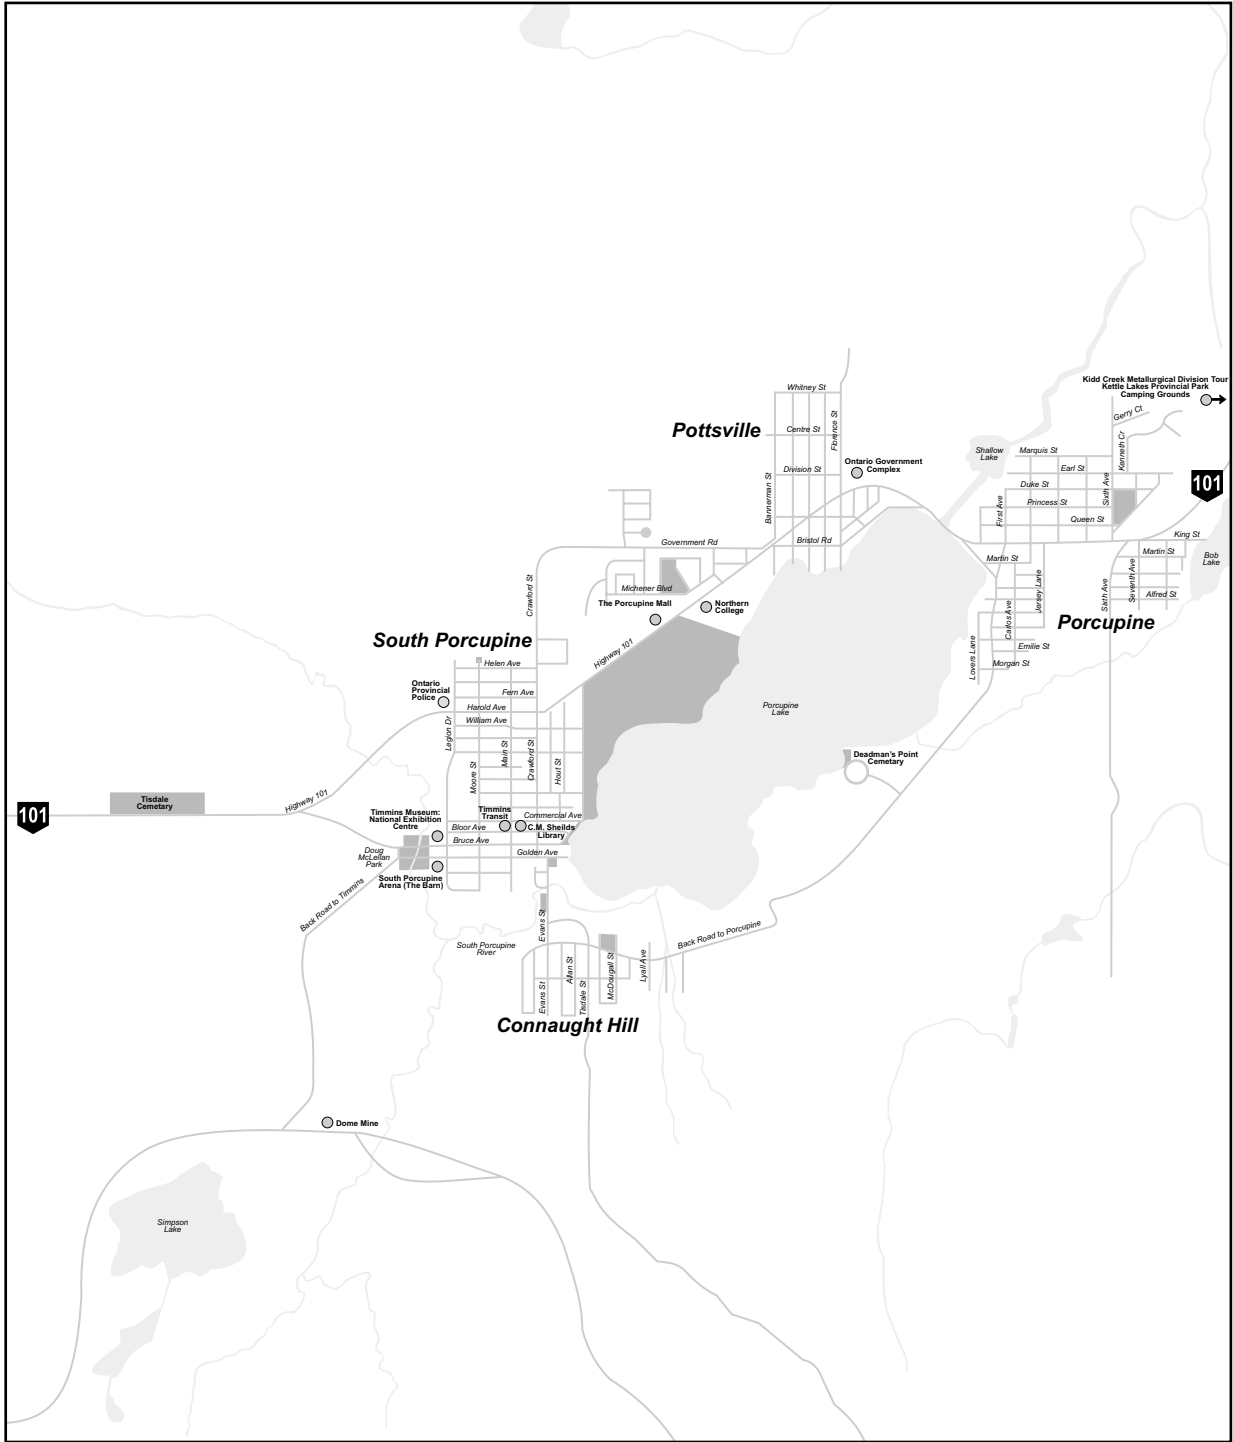 Kidd Creek Metallurgical Division Tour
Kettle Lakes Provincial Park
Camping Grounds
Whitney St
Gerry Ct
Florence St
Pottsville
Centre St
Kenneth Cr
Shallow
Lake
Marquis St
Ontario Government
Complex
Division St
Earl St
101
Bannerman St
Duke St
Sixth Ave
Princess St
First Ave
Queen St
Government Rd
Bristol Rd
King St
Martin St
Martin St
Bob
Lake
Crawford St
Michener Blvd
Jersey Lane
Sixth Ave
Seventh Ave
Alfred St
The Porcupine Mall
Northern
College
Carlos Ave
Porcupine
South Porcupine
Highway 101
Lovers Lane
Emilie St
Morgan St
Helen Ave
Ontario
Provincial
Police
Fern Ave
Harold Ave
William Ave
Porcupine
Lake
Legion Dr
Main St
Crawford St
Hout St
Moore St
Deadman's Point
Cemetary
Tisdale
Cemetary
Highway 101
101
Timmins Museum:
National Exhibition
Centre
Timmins
Transit
Commercial Ave
Bloor Ave
C.M. Sheilds
Library
Bruce Ave
Doug
McLellan
Park
Golden Ave
South Porcupine
Arena (The Barn)
Back Road to Timmins
Evans St
South Porcupine
River
Back Road to Porcupine
Allan St
McDougall St
Lyall Ave
Evans St
Tisdale St
Connaught Hill
Dome Mine
Simpson
Lake